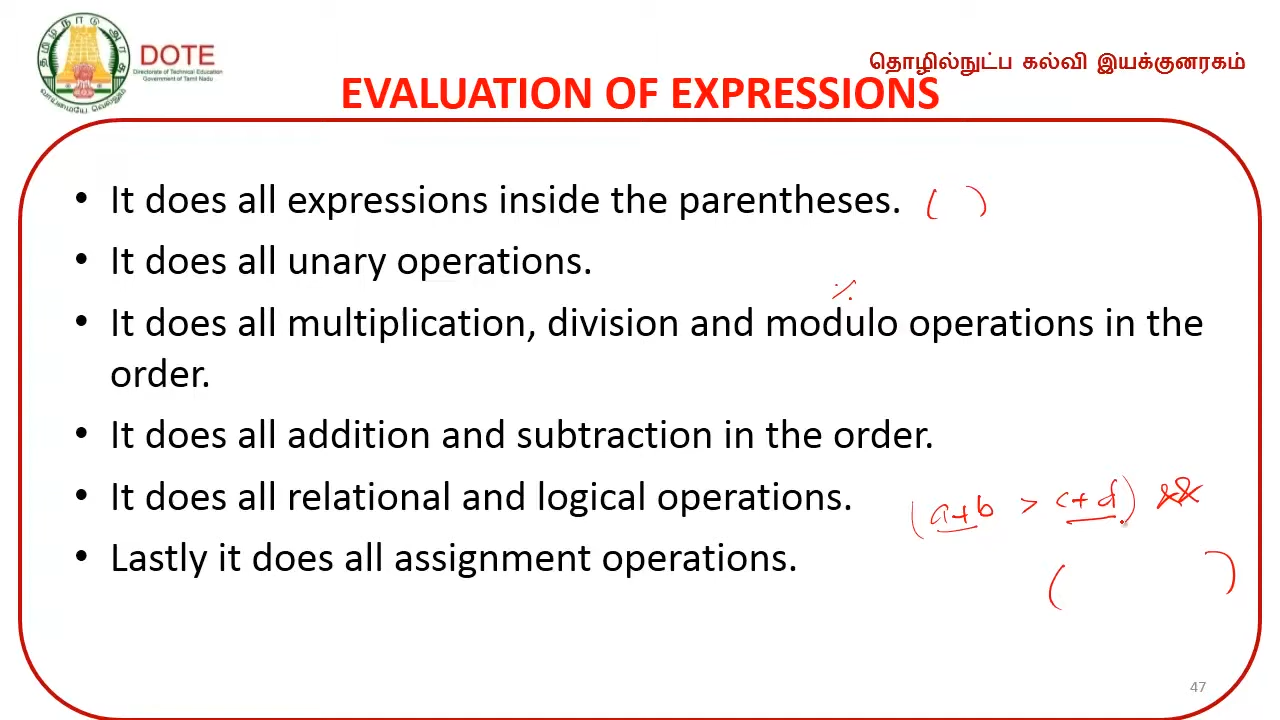 தமிழ் நாடு அரசு
வாய்மையே வெல்லும்
DOTE
Directorate of Technical Education
Government of Tamil Nadu
தொழில்நுட்ப கல்வி இயக்குனரகம்
EVALUATION OF EXPRESSIONS
• It does all expressions inside the parentheses. ( )
• It does all unary operations.
%
• It does all multiplication, division and modulo operations in the
order.
• It does all addition and subtraction in the order.
• It does all relational and logical operations. (a+b > c+d) &&
• Lastly it does all assignment operations. ( )
47